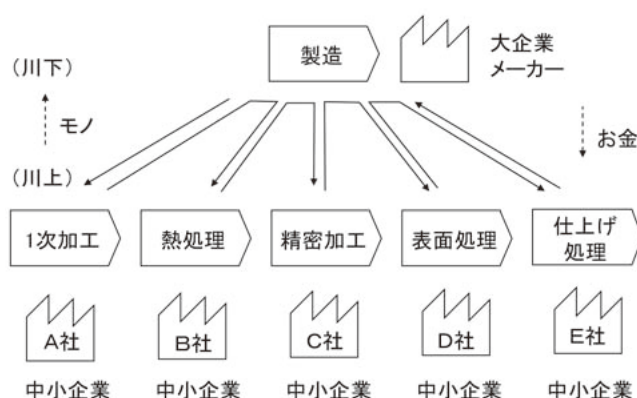 製造
大企業
メーカー
(川下)
モノ
お金
(川上)
1次加工
熱処理
精密加工
表面処理
仕上げ
処理
A社
B社
C社
D社
E社
中小企業
中小企業
中小企業
中小企業
中小企業